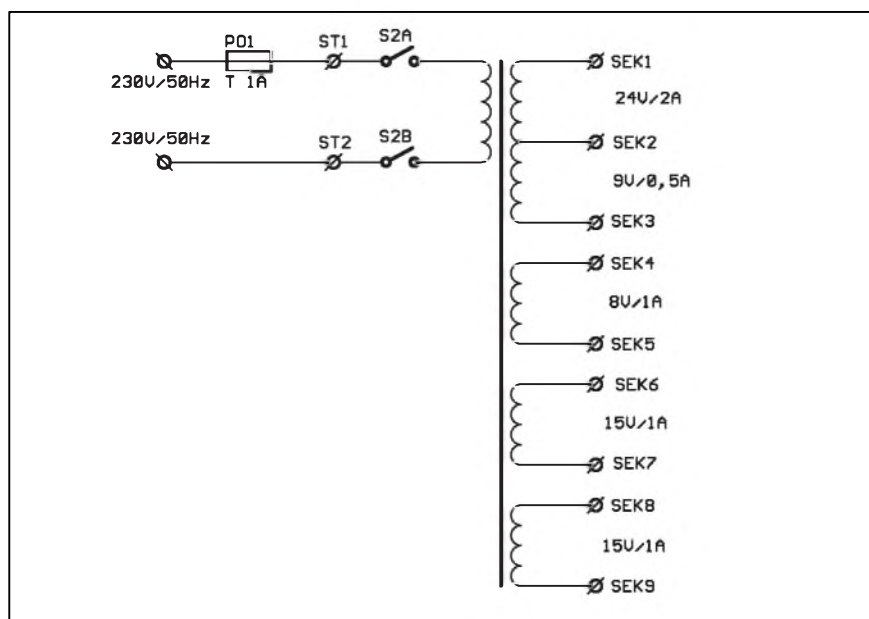 PO1
ST1
S2A
230V/50Hz
T 1A
230V/50Hz
ST2
S2B
SEK1
24V/2A
SEK2
9V/0,5A
SEK3
SEK4
8V/1A
SEK5
SEK6
15V/1A
SEK7
SEK8
15V/1A
SEK9